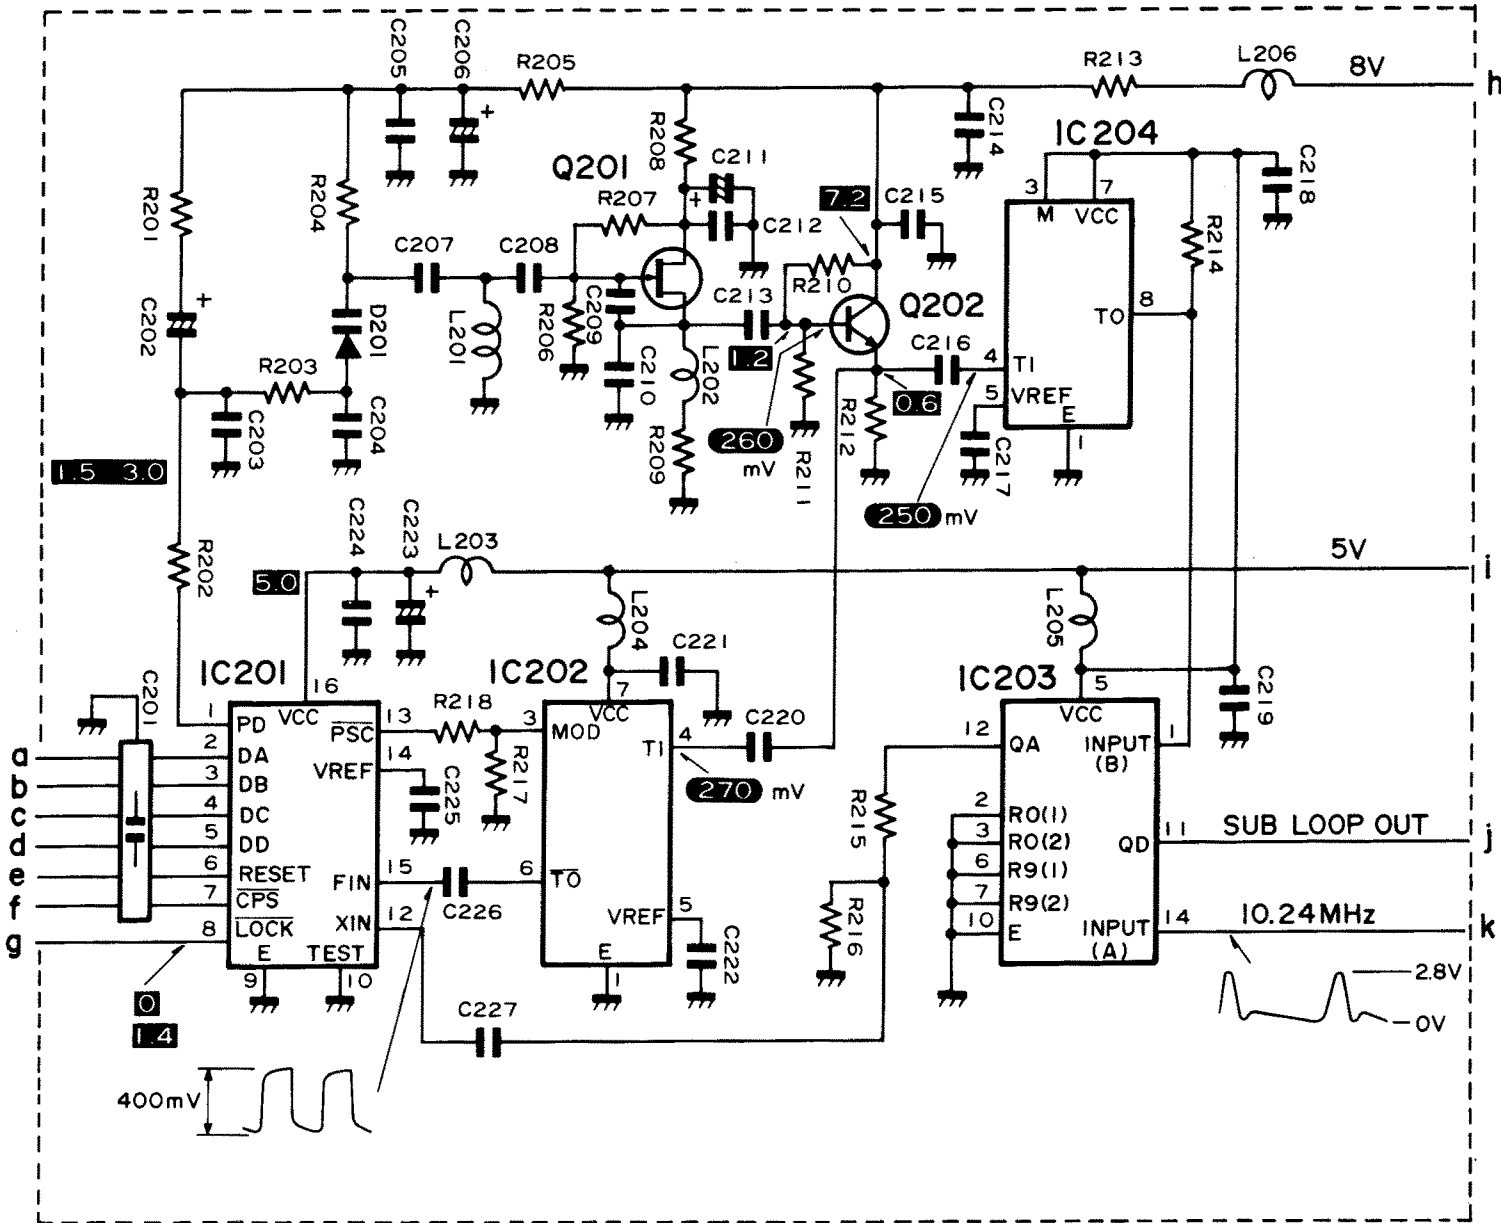 C205
C206
R205
R213
L206
8V
h
C214
IC204
R208
Q201
C211
+
R207
C212
7.2
C215
3
7
M
VCC
C218
R201
R204
R214
C207
C208
R210
Q202
8
TO
+
C202
D201
L201
C209
R206
C213
1.2
C216
4
TI
R203
C210
L202
0.6
5
VREF
E
1
C203
C204
R209
260
mV
R211
R212
C217
1.5 3.0
250 mV
C224
C223
L203
5V
i
R202
5.0
+
L204
L205
C201
IC201
16
VCC
IC202
C221
7
VCC
IC203
5
VCC
C219
1
PD
PSC
13
R218
3
MOD
4
TI
C220
12
QA
INPUT
(B)
1
a
2
DA
14
VREF
R217
270 mV
b
3
DB
C225
R215
c
4
DC
2
RO(1)
d
5
DD
3
RO(2)
QD
11
SUB LOOP OUT
j
e
6
RESET
15
FIN
C226
6
TO
6
R9(1)
f
7
CPS
7
R9(2)
g
8
LOCK
12
XIN
VREF
5
R216
10
E
INPUT
(A)
14
10.24MHz
k
E
TEST
9
10
E
1
C222
0
1.4
C227
2.8V
0V
400mV